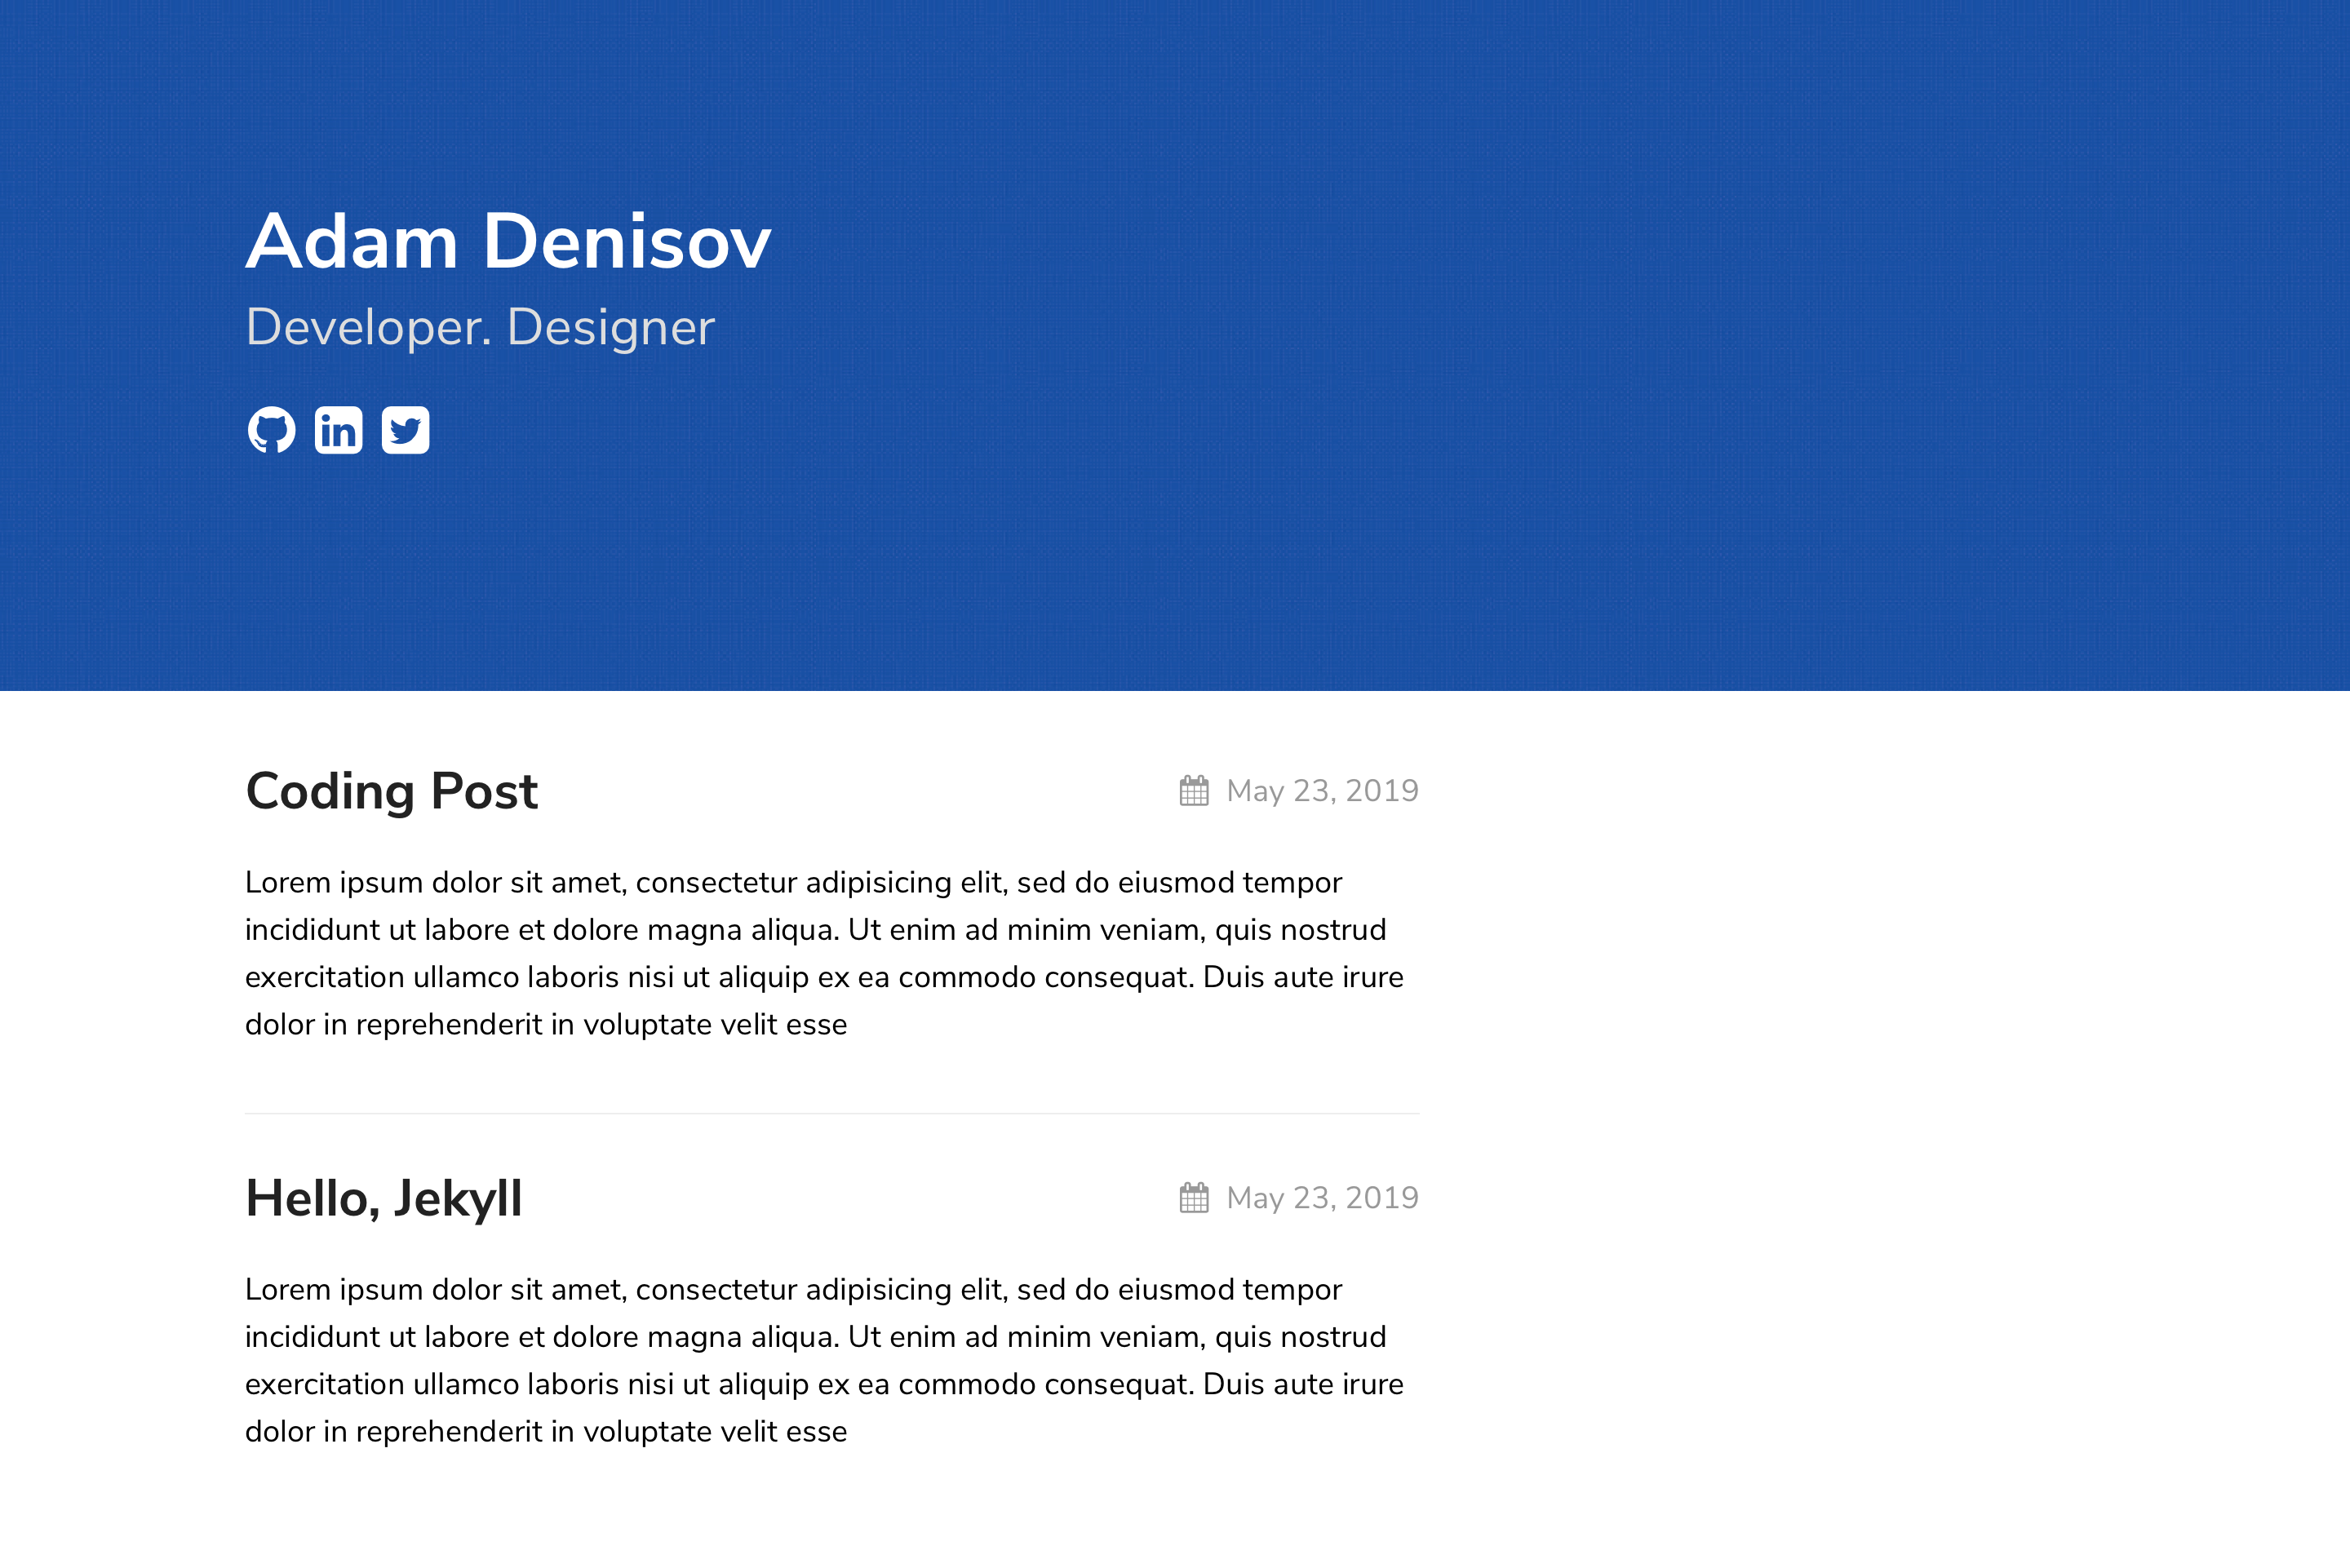 Adam Denisov
Developer. Designer
in
Coding Post
May 23, 2019
Lorem ipsum dolor sit amet, consectetur adipisicing elit, sed do eiusmod tempor
incididunt ut labore et dolore magna aliqua. Ut enim ad minim veniam, quis nostrud
exercitation ullamco laboris nisi ut aliquip ex ea commodo consequat. Duis aute irure
dolor in reprehenderit in voluptate velit esse
Hello, Jekyll
May 23, 2019
Lorem ipsum dolor sit amet, consectetur adipisicing elit, sed do eiusmod tempor
incididunt ut labore et dolore magna aliqua. Ut enim ad minim veniam, quis nostrud
exercitation ullamco laboris nisi ut aliquip ex ea commodo consequat. Duis aute irure
dolor in reprehenderit in voluptate velit esse